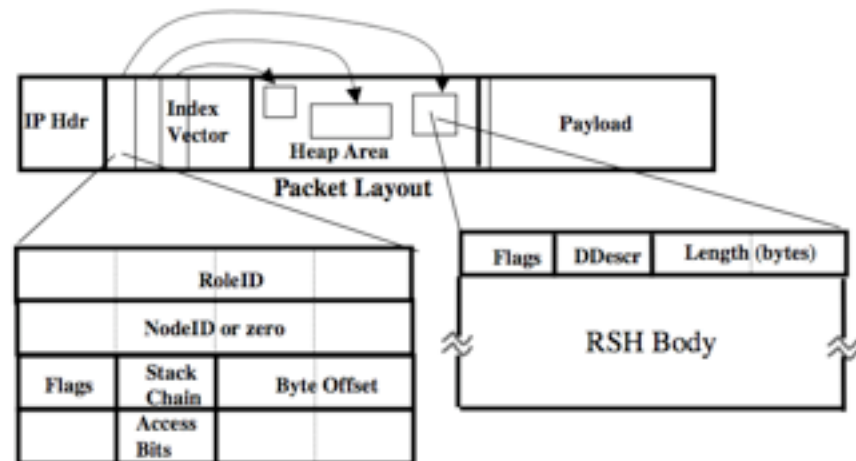 IP Hdr
Index
Vector
Heap Area
Payload
Packet Layout
RoleID
NodeID or zero
Flags
Stack
Chain
Byte Offset
Access
Bits
Flags
DDescr
Length (bytes)
RSH Body